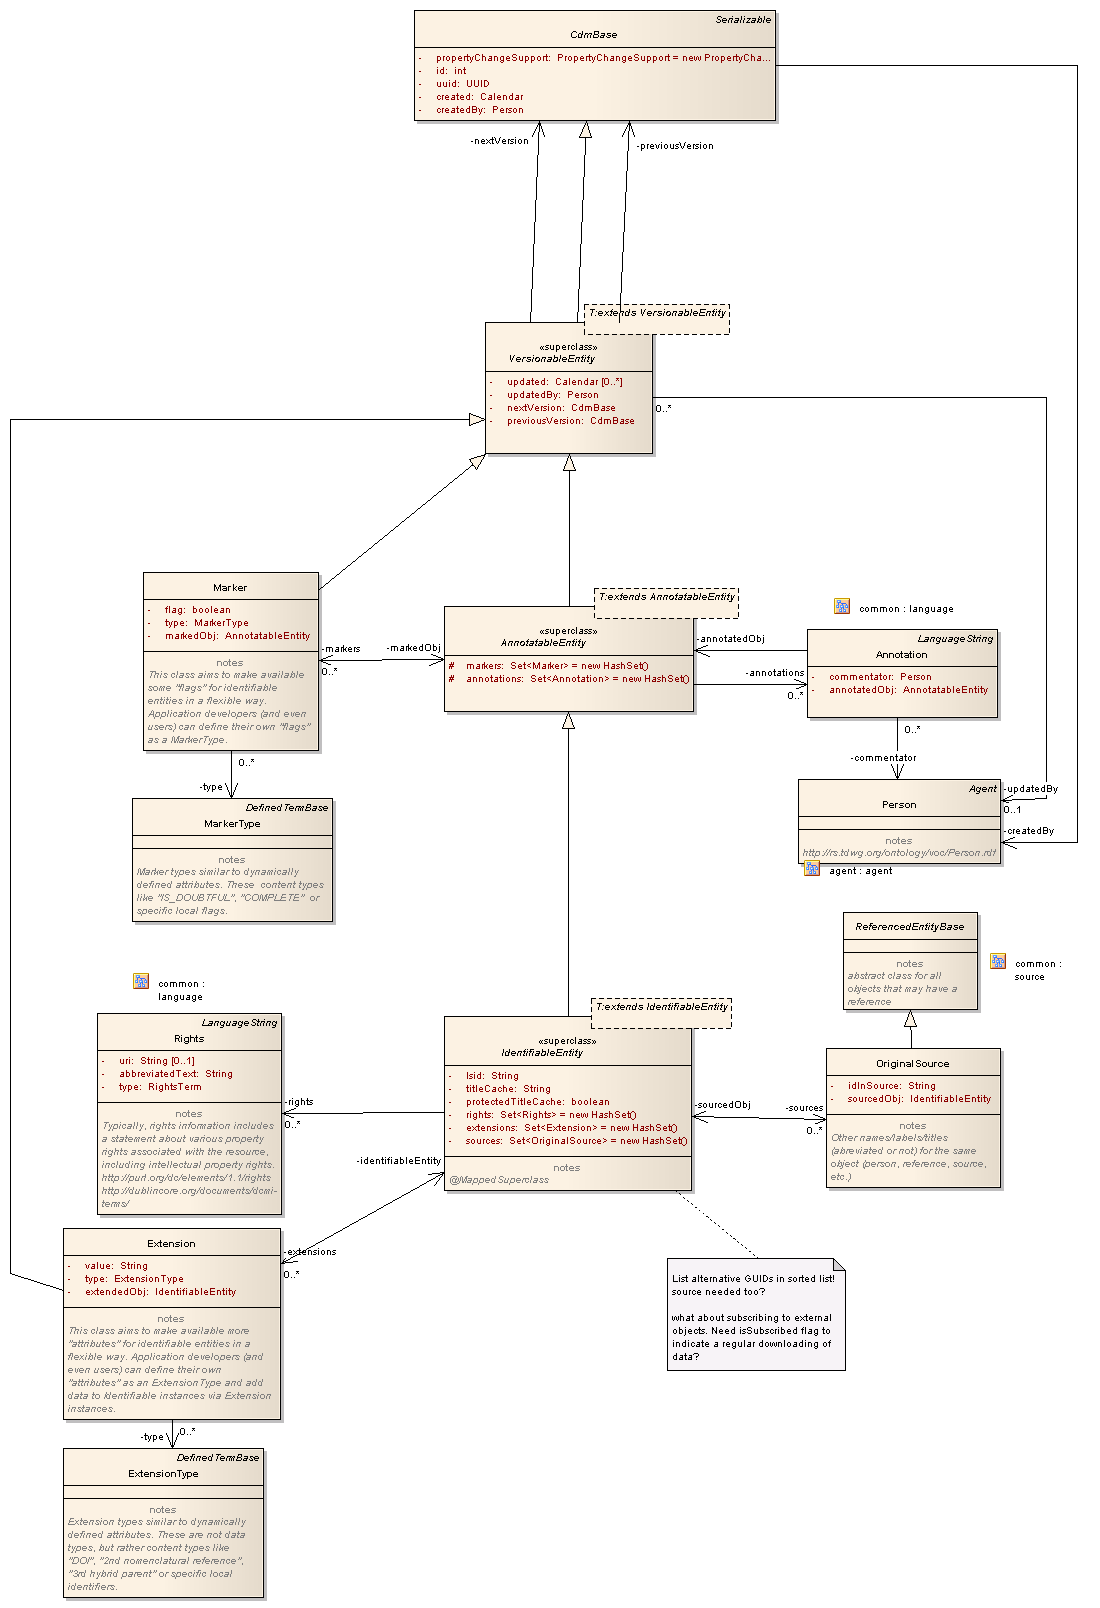 Serializable
CdmBase
- propertyChangeSupport: PropertyChangeSupport = new PropertyCha...
- id: int
- uuid: UUID
- created: Calendar
- createdBy: Person
-nextVersion
-previousVersion
T:extends VersionableEntity
«superclass»
VersionableEntity
- updated: Calendar [0..*]
- updatedBy: Person
- nextVersion: CdmBase
- previousVersion: CdmBase
0..*
Marker
- flag: boolean
- type: MarkerType
- markedObj: AnnotatableEntity
notes
This class aims to make available
some "flags" for identifiable
entities in a flexible way.
Application developers (and even
users) can define their own "flags"
as a MarkerType.
-markers
0..*
-markedObj
T:extends AnnotatableEntity
«superclass»
AnnotatableEntity
# markers: Set<Marker> = new HashSet()
# annotations: Set<Annotation> = new HashSet()
-annotatedObj
-annotations
0..*
common : language
LanguageString
Annotation
- commentator: Person
- annotatedObj: AnnotatableEntity
0..*
-commentator
0..*
-type
DefinedTermBase
MarkerType
notes
Marker types similar to dynamically
defined attributes. These  content types
like "IS_DOUBTFUL", "COMPLETE"  or
specific local flags.
Agent
Person
notes
http://rs.tdwg.org/ontology/voc/Person.rdf
agent : agent
-updatedBy
0..1
-createdBy
ReferencedEntityBase
notes
abstract class for all
objects that may have a
reference
common :
source
common :
language
LanguageString
Rights
- uri: String [0..1]
- abbreviatedText: String
- type: RightsTerm
notes
Typically, rights information includes
a statement about various property
rights associated with the resource,
including intellectual property rights.
http://purl.org/dc/elements/1.1/rights
http://dublincore.org/documents/dcmi-
terms/
-rights
0..*
T:extends IdentifiableEntity
«superclass»
IdentifiableEntity
- lsid: String
- titleCache: String
- protectedTitleCache: boolean
- rights: Set<Rights> = new HashSet()
- extensions: Set<Extension> = new HashSet()
- sources: Set<OriginalSource> = new HashSet()
notes
@MappedSuperclass
-sourcedObj
-sources
0..*
OriginalSource
- idInSource: String
- sourcedObj: IdentifiableEntity
notes
Other names/labels/titles
(abreviated or not) for the same
object (person, reference, source,
etc.)
-identifiableEntity
-extensions
0..*
Extension
- value: String
- type: ExtensionType
- extendedObj: IdentifiableEntity
notes
This class aims to make available more
"attributes" for identifiable entities in a
flexible way. Application developers (and
even users) can define their own
"attributes" as an ExtensionType and add
data to Identifiable instances via Extension
instances.
List alternative GUIDs in sorted list!
source needed too?
what about subscribing to external
objects. Need isSubscribed flag to
indicate a regular downloading of
data?
-type
0..*
DefinedTermBase
ExtensionType
notes
Extension types similar to dynamically
defined attributes. These are not data
types, but rather content types like
"DOI", "2nd nomenclatural reference",
"3rd hybrid parent" or specific local
identifiers.